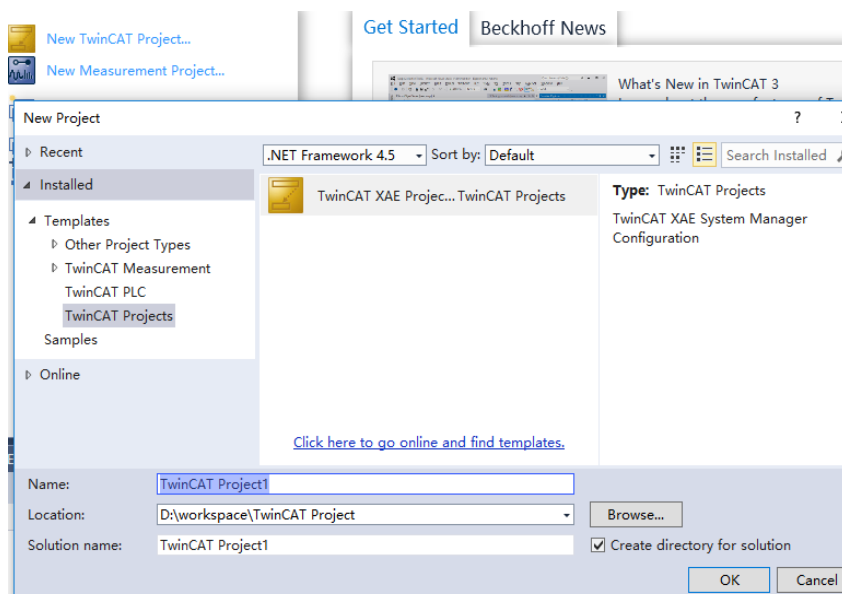 New TwinCAT Project...
New Measurement Project...
Get Started
Beckhoff News
What's New in TwinCAT 3
New Project
?
Recent
Installed
Templates
Other Project Types
TwinCAT Measurement
TwinCAT PLC
TwinCAT Projects
Samples
Online
.NET Framework 4.5
Sort by: Default
Search Installed
TwinCAT XAE Projec... TwinCAT Projects
Type: TwinCAT Projects
TwinCAT XAE System Manager
Configuration
Click here to go online and find templates.
Name: TwinCAT Project1
Location: D:\workspace\TwinCAT Project
Browse...
Solution name: TwinCAT Project1
Create directory for solution
OK
Cancel